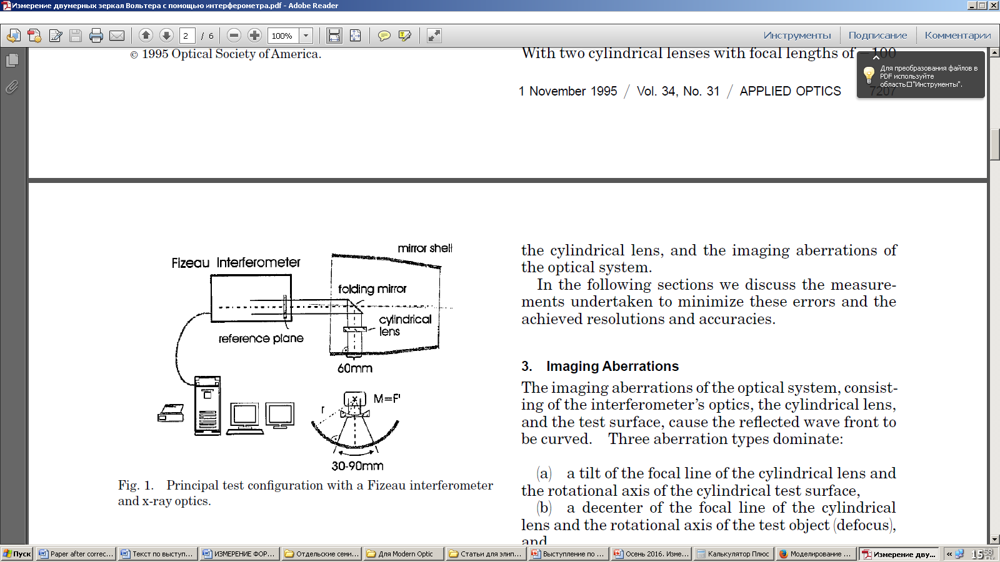 Измерение двумерных зеркал Вольтера с помощью интерферометра.pdf - Adobe Reader
2 / 6
100%
Инструменты
Подписание
Комментарии
© 1995 Optical Society of America.
With two cylindrical lenses with focal lengths of −100
Для преобразования файлов в
PDF используйте
область□"Инструменты".
1 November 1995 / Vol. 34, No. 31 / APPLIED OPTICS 7207
mirror shell
Fizeau Interferometer
folding mirror
cylindrical
lens
reference plane
60mm
M=F'
r
30-90mm
Fig. 1. Principal test configuration with a Fizeau interferometer
and x-ray optics.
the cylindrical lens, and the imaging aberrations of
the optical system.
In the following sections we discuss the measure-
ments undertaken to minimize these errors and the
achieved resolutions and accuracies.
3. Imaging Aberrations
The imaging aberrations of the optical system, consist-
ing of the interferometer's optics, the cylindrical lens,
and the test surface, cause the reflected wave front to
be curved. Three aberration types dominate:
(a) a tilt of the focal line of the cylindrical lens and
the rotational axis of the cylindrical test surface,
(b) a decenter of the focal line of the cylindrical
lens and the rotational axis of the test object (defocus),
and
Пуск
Paper after correc...
Текст по выступ...
ИЗМЕРЕНИЕ ФОР...
Отдельские семи...
Для Modern Optic
Статьи для элип...
Выступление по ...
Осень 2016. Изме...
Калькулятор Плюс
Моделирование ...
Измерение дву...
«
15:58